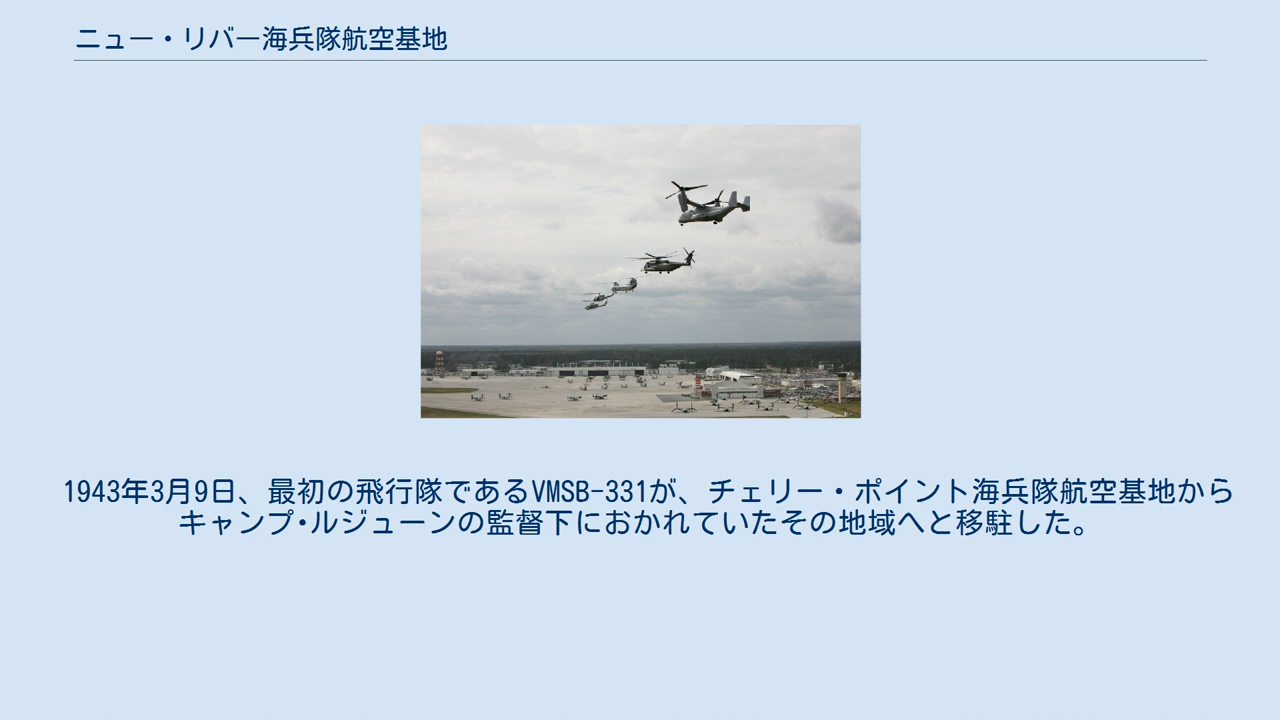 ニュー・リバー海兵隊航空基地
1943年3月9日、最初の飛行隊であるVMSB-331が、チェリー・ポイント海兵隊航空基地から
キャンプ・ルジューンの監督下におかれていたその地域へと移駐した。